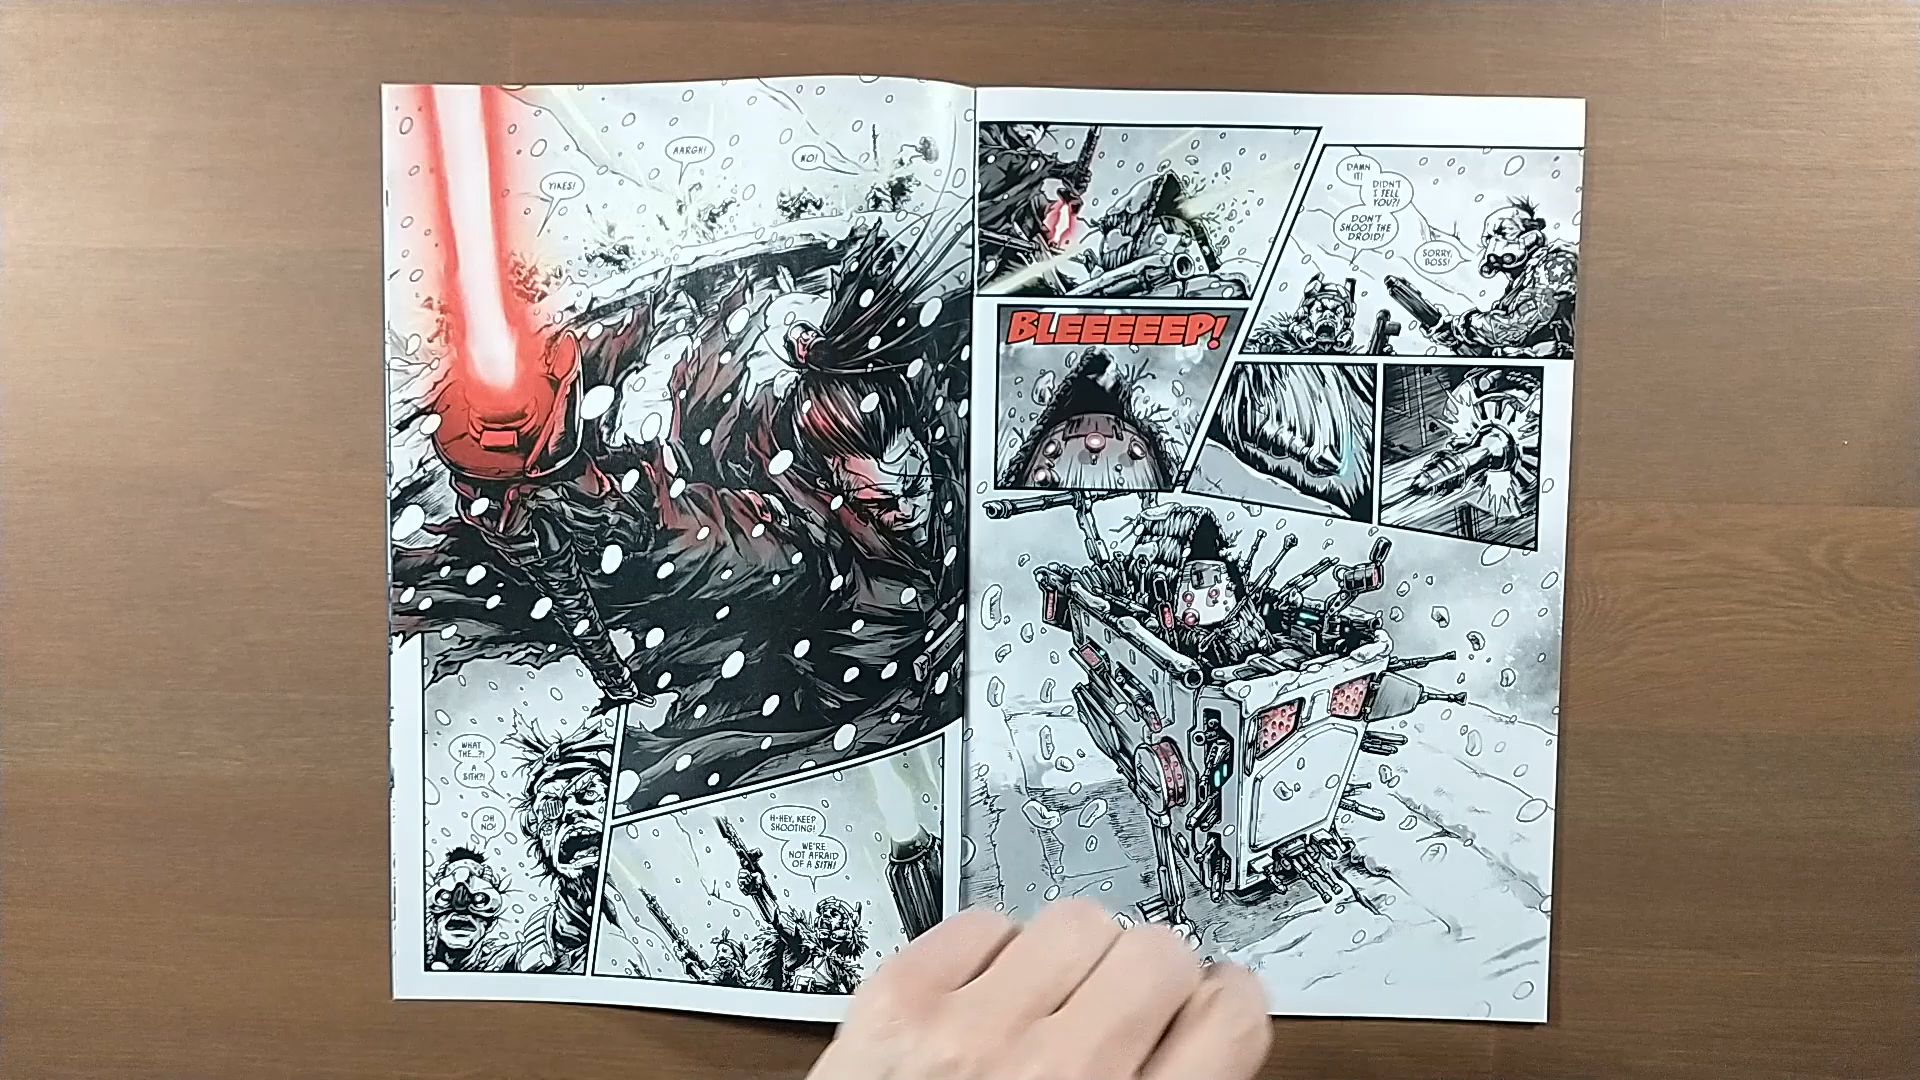 YIKES!
AARGH!
NO!
WHAT
THE...?!
A
SITH?!
OH
NO!
H-HEY, KEEP
SHOOTING!
WE'RE
NOT AFRAID
OF A SITH!
DAMN
IT!
DIDN'T
I TELL
YOU?!
DON'T
SHOOT THE
DROID!
SORRY,
BOSS!
BLEEEEEEP!